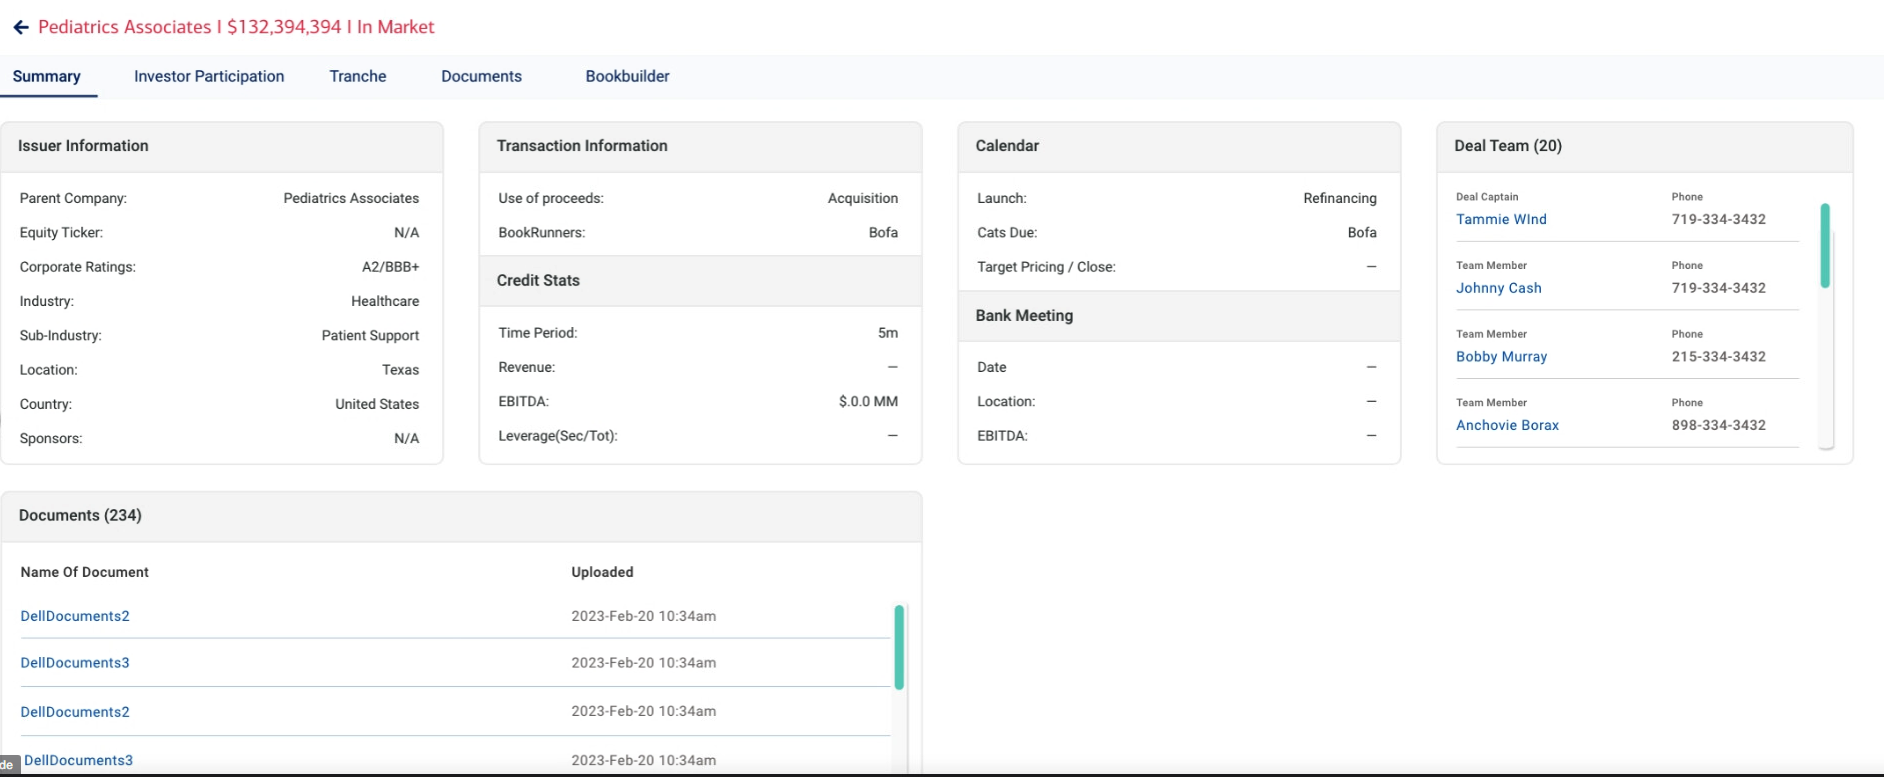 Pediatrics Associates I $132,394,394 I In Market
Summary Investor Participation Tranche Documents Bookbuilder
Issuer Information
Parent Company: Pediatrics Associates
Equity Ticker: N/A
Corporate Ratings: A2/BBB+
Industry: Healthcare
Sub-Industry: Patient Support
Location: Texas
Country: United States
Sponsors: N/A
Transaction Information
Use of proceeds: Acquisition
BookRunners: Bofa
Credit Stats
Time Period: 5m
Revenue: —
EBITDA: $.0.0 MM
Leverage(Sec/Tot): —
Calendar
Launch: Refinancing
Cats Due: Bofa
Target Pricing / Close: —
Bank Meeting
Date —
Location: —
EBITDA: —
Deal Team (20)
Deal Captain Phone
Tammie WInd 719-334-3432
Team Member Phone
Johnny Cash 719-334-3432
Team Member Phone
Bobby Murray 215-334-3432
Team Member Phone
Anchovie Borax 898-334-3432
Documents (234)
Name Of Document Uploaded
DellDocuments2 2023-Feb-20 10:34am
DellDocuments3 2023-Feb-20 10:34am
DellDocuments2 2023-Feb-20 10:34am
DellDocuments3 2023-Feb-20 10:34am
de